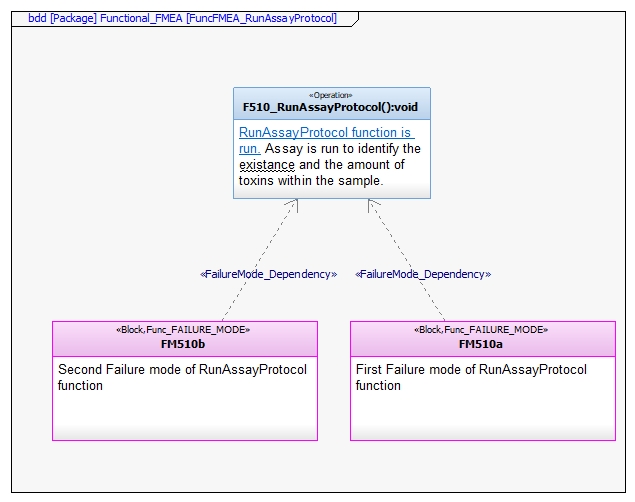 bdd [Package] Functional_FMEA [FuncFMEA_RunAssayProtocol]
«Operation»
F510_RunAssayProtocol():void
RunAssayProtocol function is
run. Assay is run to identify the
existance and the amount of
toxins within the sample.
«FailureMode_Dependency»
«FailureMode_Dependency»
«Block,Func_FAILURE_MODE»
FM510b
Second Failure mode of RunAssayProtocol
function
«Block,Func_FAILURE_MODE»
FM510a
First Failure mode of RunAssayProtocol
function